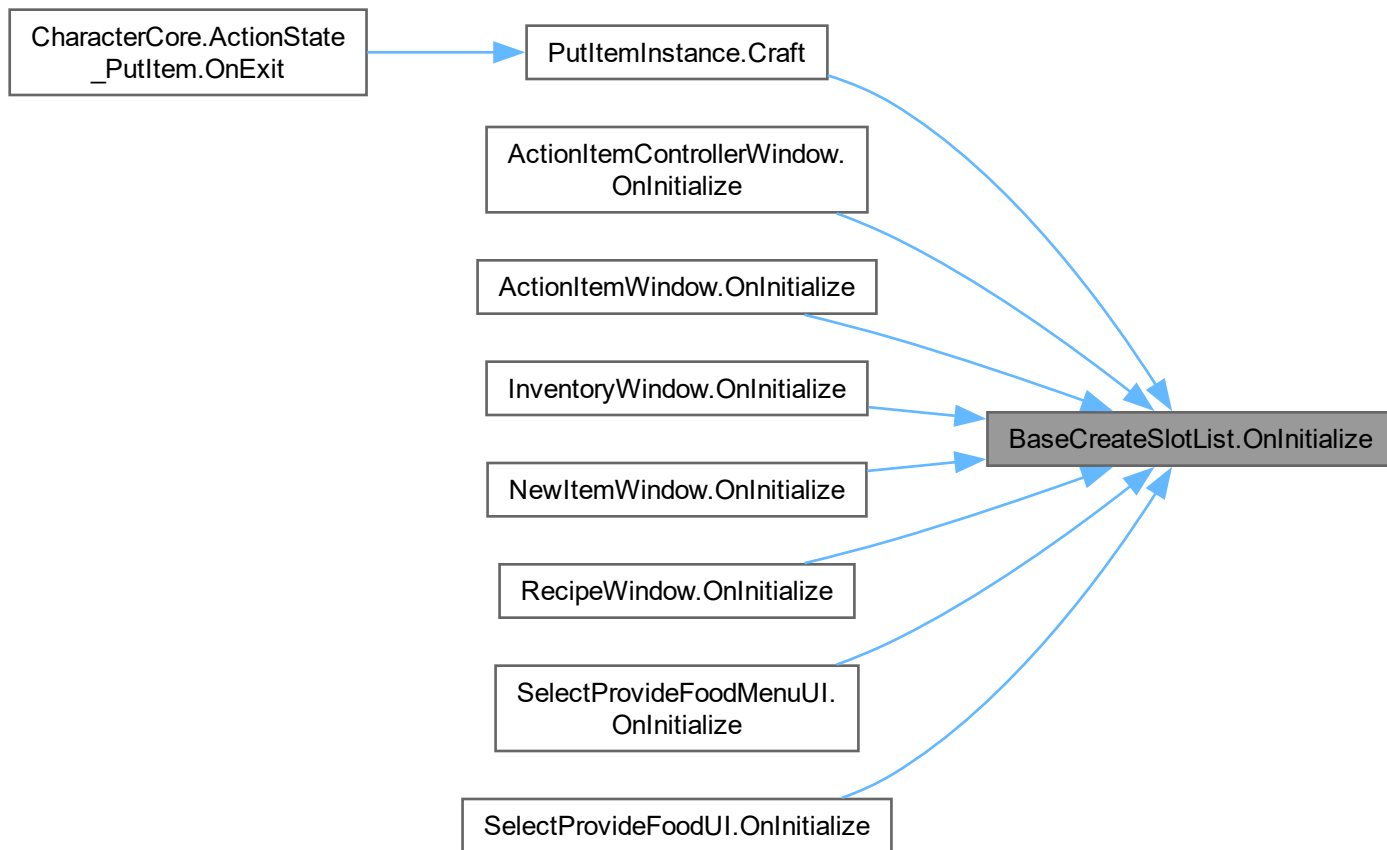 CharacterCore.ActionState
_PutItem.OnExit
PutItemInstance.Craft
ActionItemControllerWindow.
OnInitialize
ActionItemWindow.OnInitialize
InventoryWindow.OnInitialize
NewItemWindow.OnInitialize
RecipeWindow.OnInitialize
SelectProvideFoodMenuUI.
OnInitialize
SelectProvideFoodUI.OnInitialize
BaseCreateSlotList.OnInitialize